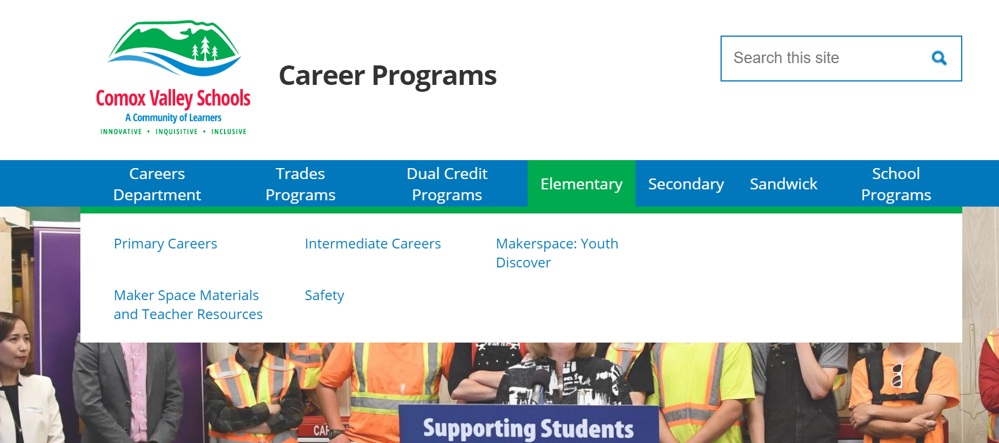 Comox Valley Schools
A Community of Learners
INNOVATIVE • INQUISITIVE • INCLUSIVE
Career Programs
Search this site
Careers
Department
Trades
Programs
Dual Credit
Programs
Elementary
Secondary
Sandwick
School
Programs
Primary Careers
Intermediate Careers
Makerspace: Youth
Discover
Maker Space Materials
and Teacher Resources
Safety
Supporting Students